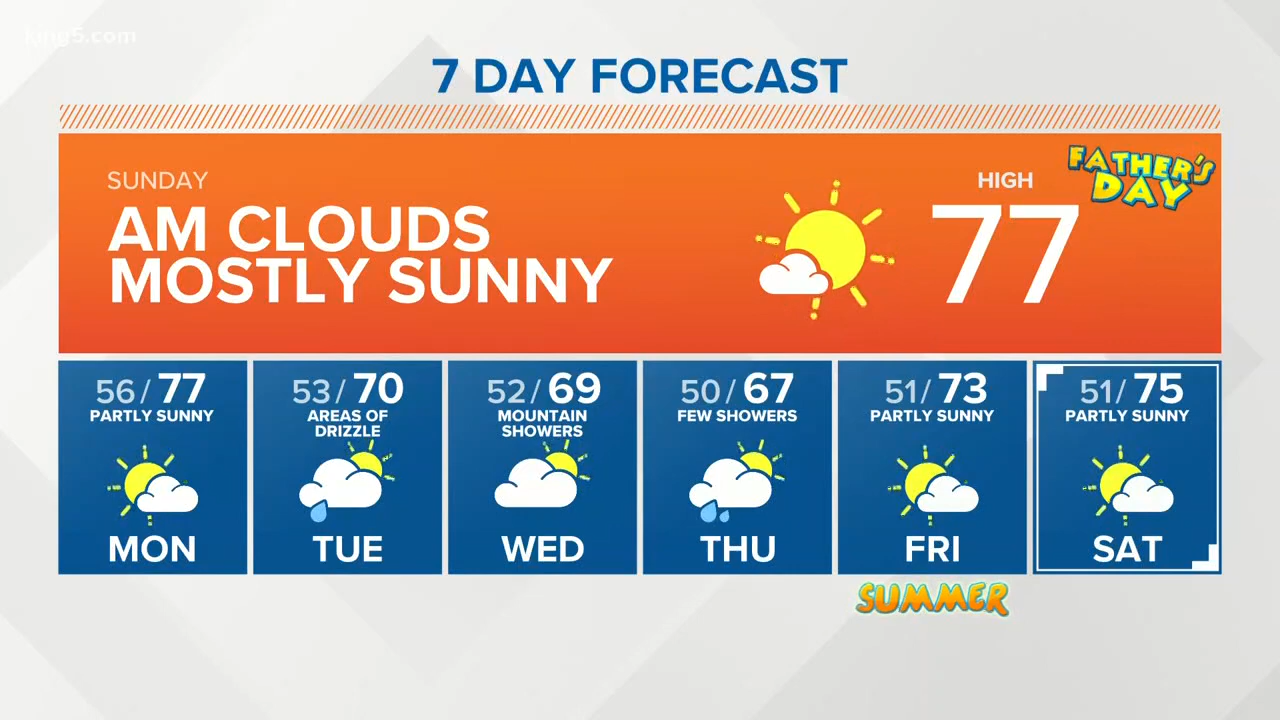 king5.com
7 DAY FORECAST
SUNDAY
AM CLOUDS
MOSTLY SUNNY
HIGH
77
FATHER'S
DAY
56/77
PARTLY SUNNY
MON
53/70
AREAS OF
DRIZZLE
TUE
52/69
MOUNTAIN
SHOWERS
WED
50/67
FEW SHOWERS
THU
51/73
PARTLY SUNNY
FRI
SUMMER
51/75
PARTLY SUNNY
SAT